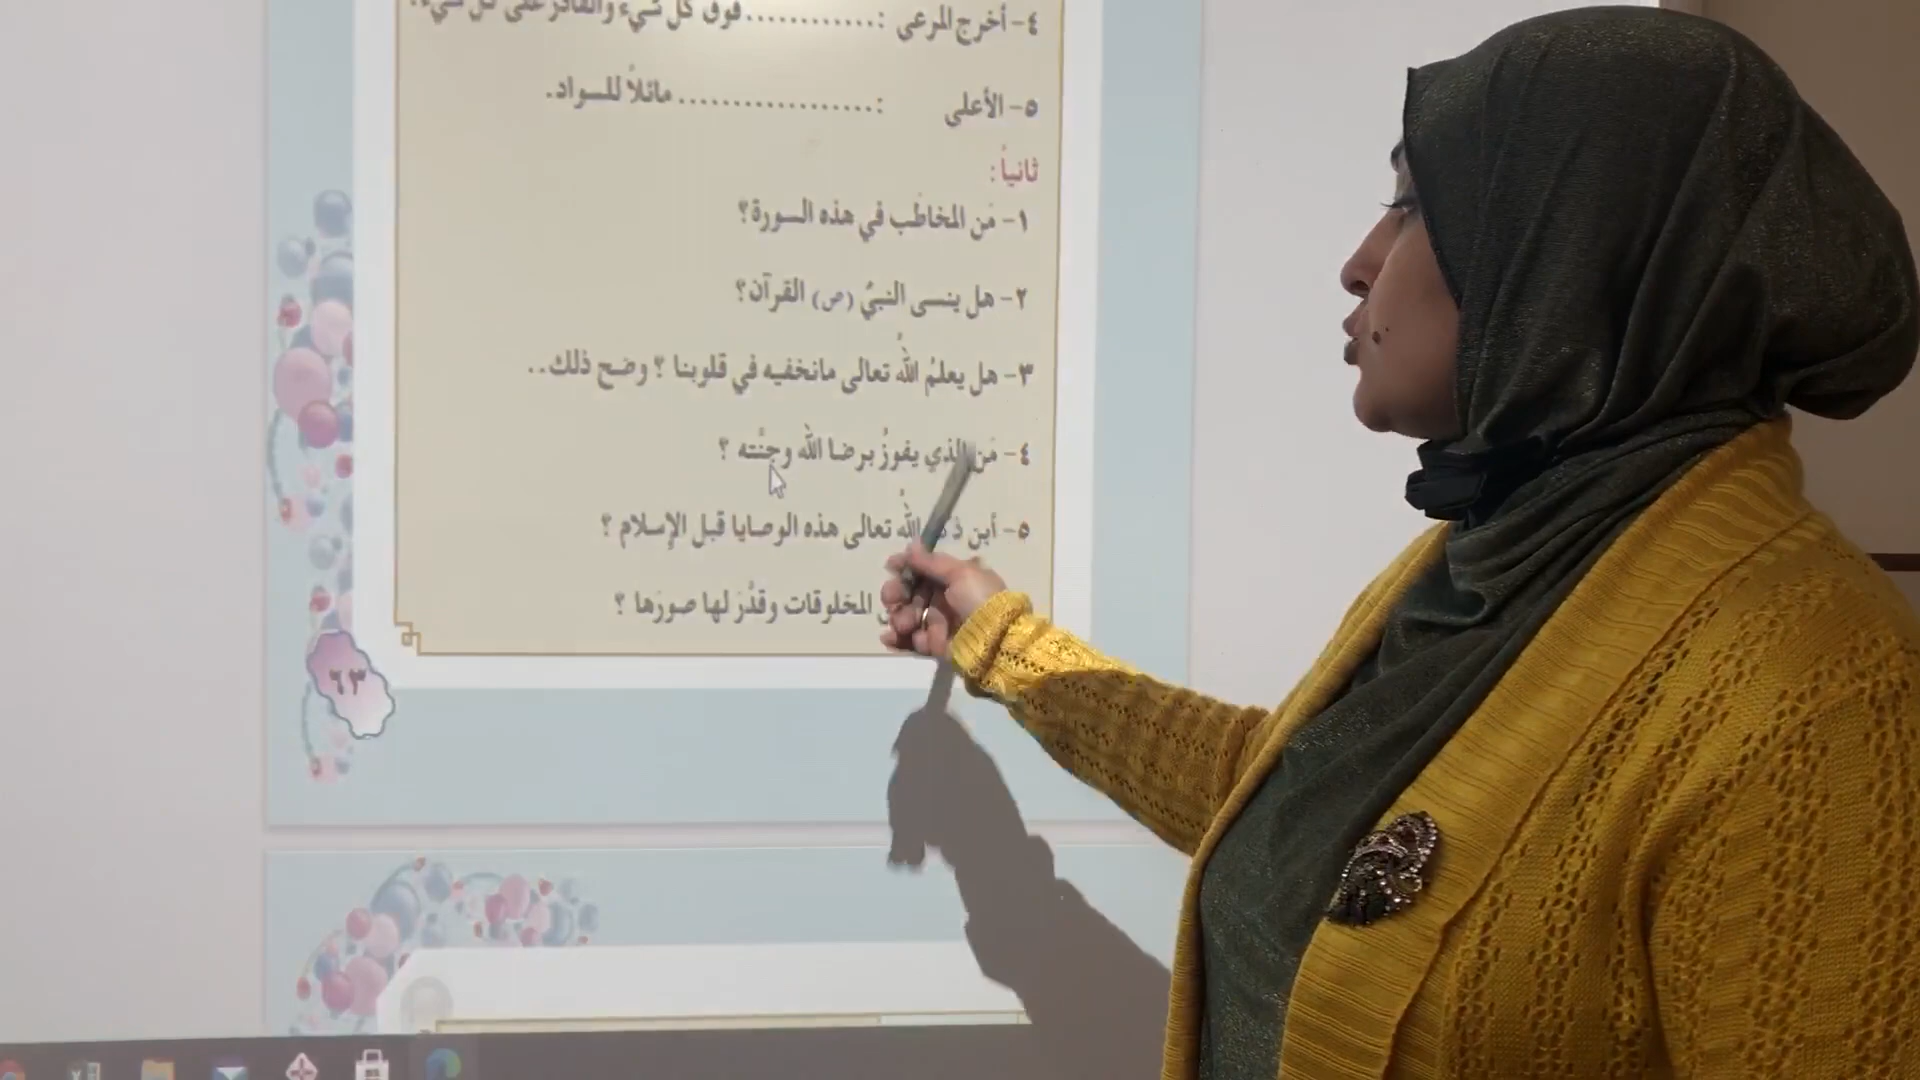 ٤- أخرج المرعى : ............ فوق كل شيء والقادر على كل شيء.
٥- الأعلى : .................. مائلاً للسواد.
ثانياً :
١- مَن المخاطَب في هذه السورة؟
٢- هل ينسى النبيُ (ص) القرآن؟
٣- هل يعلمُ اللهُ تعالى مانخفيه في قلوبنا ؟ وضح ذلك..
٤- مَن الذي يفوزُ برضا الله وجنَّته ؟
٥- أين اللهُ تعالى هذه الوصايا قبل الإسلام ؟
المخلوقات وقدَّرَ لها صورَها ؟
٦٣